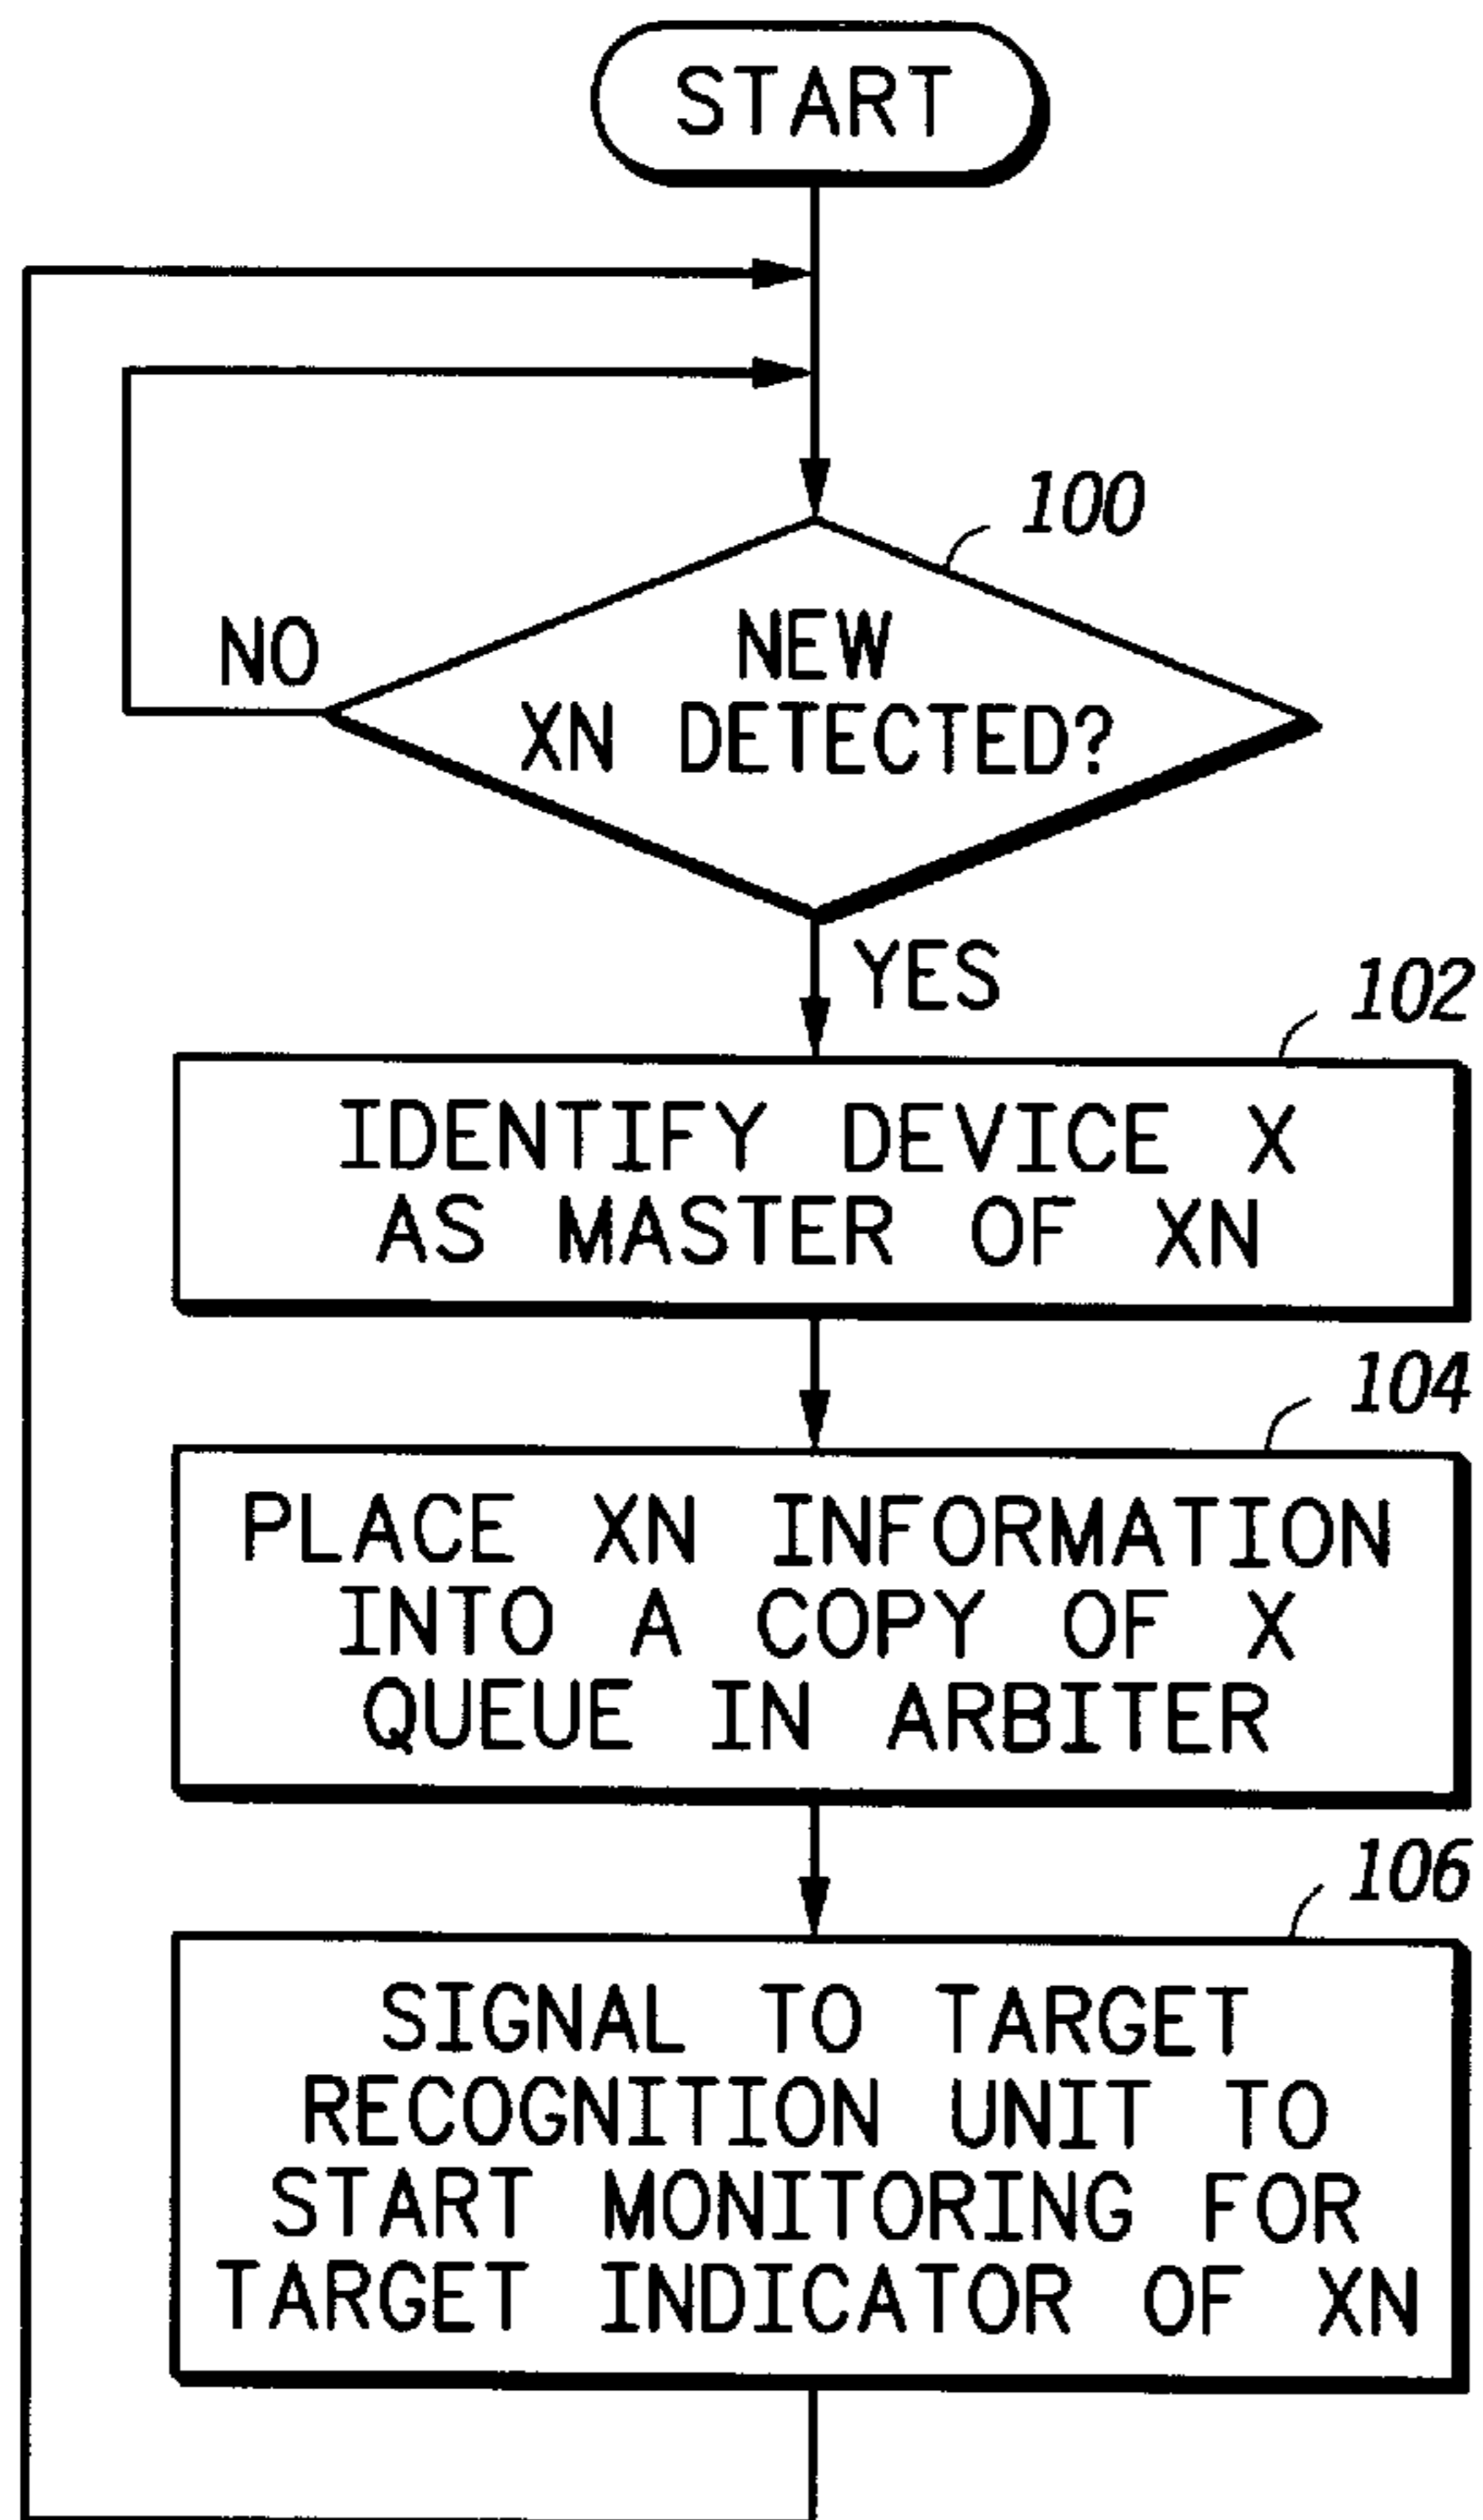 START
100
NEW
XN DETECTED?
NO
YES
102
IDENTIFY DEVICE X
AS MASTER OF XN
104
PLACE XN INFORMATION
INTO A COPY OF X
QUEUE IN ARBITER
106
SIGNAL TO TARGET
RECOGNITION UNIT TO
START MONITORING FOR
TARGET INDICATOR OF XN